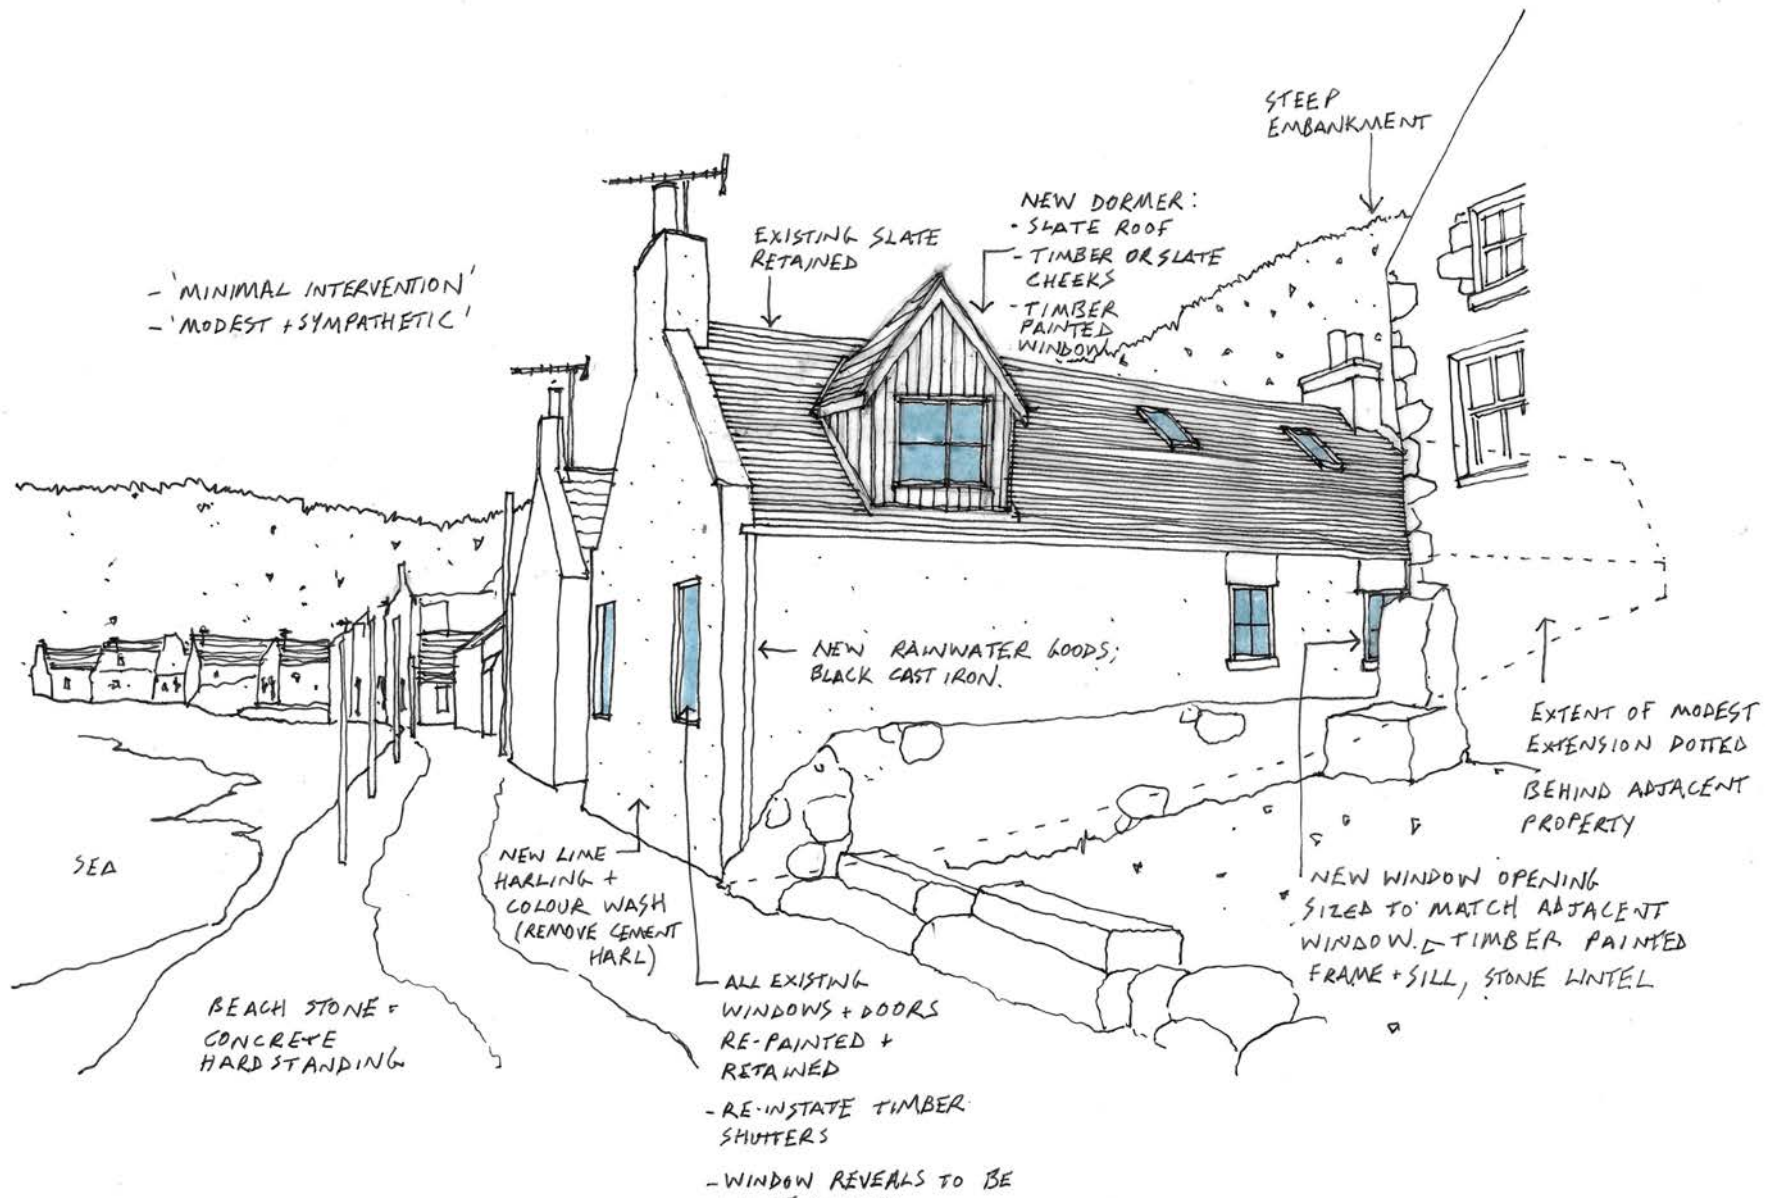 STEEP
EMBANKMENT
NEW DORMER:
- SLATE ROOF
- TIMBER OR SLATE
CHEEKS
- TIMBER
PAINTED
WINDOW
EXISTING SLATE
RETAINED
- 'MINIMAL INTERVENTION'
- 'MODEST + SYMPATHETIC'
NEW RAINWATER GOODS;
BLACK CAST IRON.
EXTENT OF MODEST
EXTENSION DOTTED
BEHIND ADJACENT
PROPERTY
SEA
NEW LIME
HARLING +
COLOUR WASH
(REMOVE CEMENT
HARL)
NEW WINDOW OPENING
SIZED TO MATCH ADJACENT
WINDOW. TIMBER PAINTED
FRAME + SILL, STONE LINTEL
BEACH STONE +
CONCRETE
HARDSTANDING
ALL EXISTING
WINDOWS + DOORS
RE-PAINTED +
RETAINED
- RE-INSTATE TIMBER
SHUTTERS
- WINDOW REVEALS TO BE